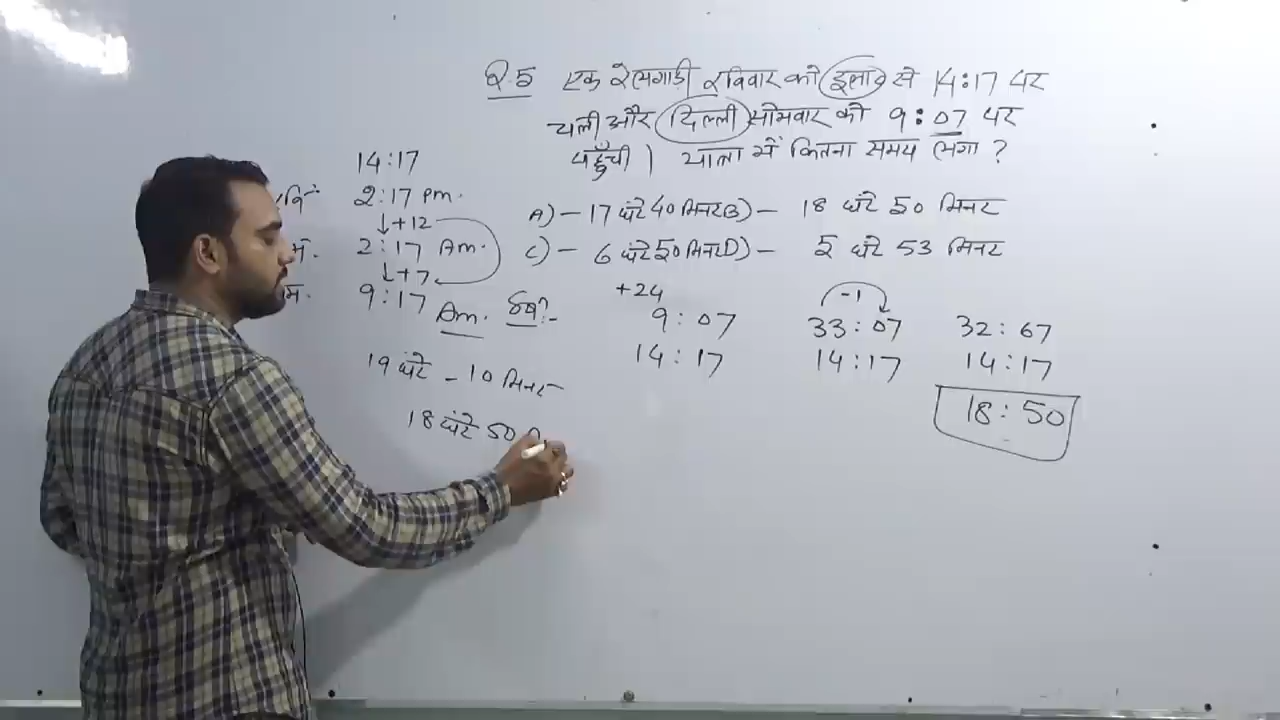 Q.5 एक रेलगाड़ी रविवार को इलाo से 14:17 पर
चली और दिल्ली सोमवार को 9:07 पर
पहुँची। यात्रा में कितना समय लगा?
A) – 17 घंटे 40 मिनट B) – 18 घंटे 50 मिनट
C) – 6 घंटे 50 मिनट D) – 5 घंटे 53 मिनट
14:17
2:17 pm.
↓+12
2:17 Am.
↓+7
9:17 Am.
19 घंटे – 10 मिनट
18 घंटे 50
+24
9:07
14:17
-1
33:07
14:17
32:67
14:17
18:50